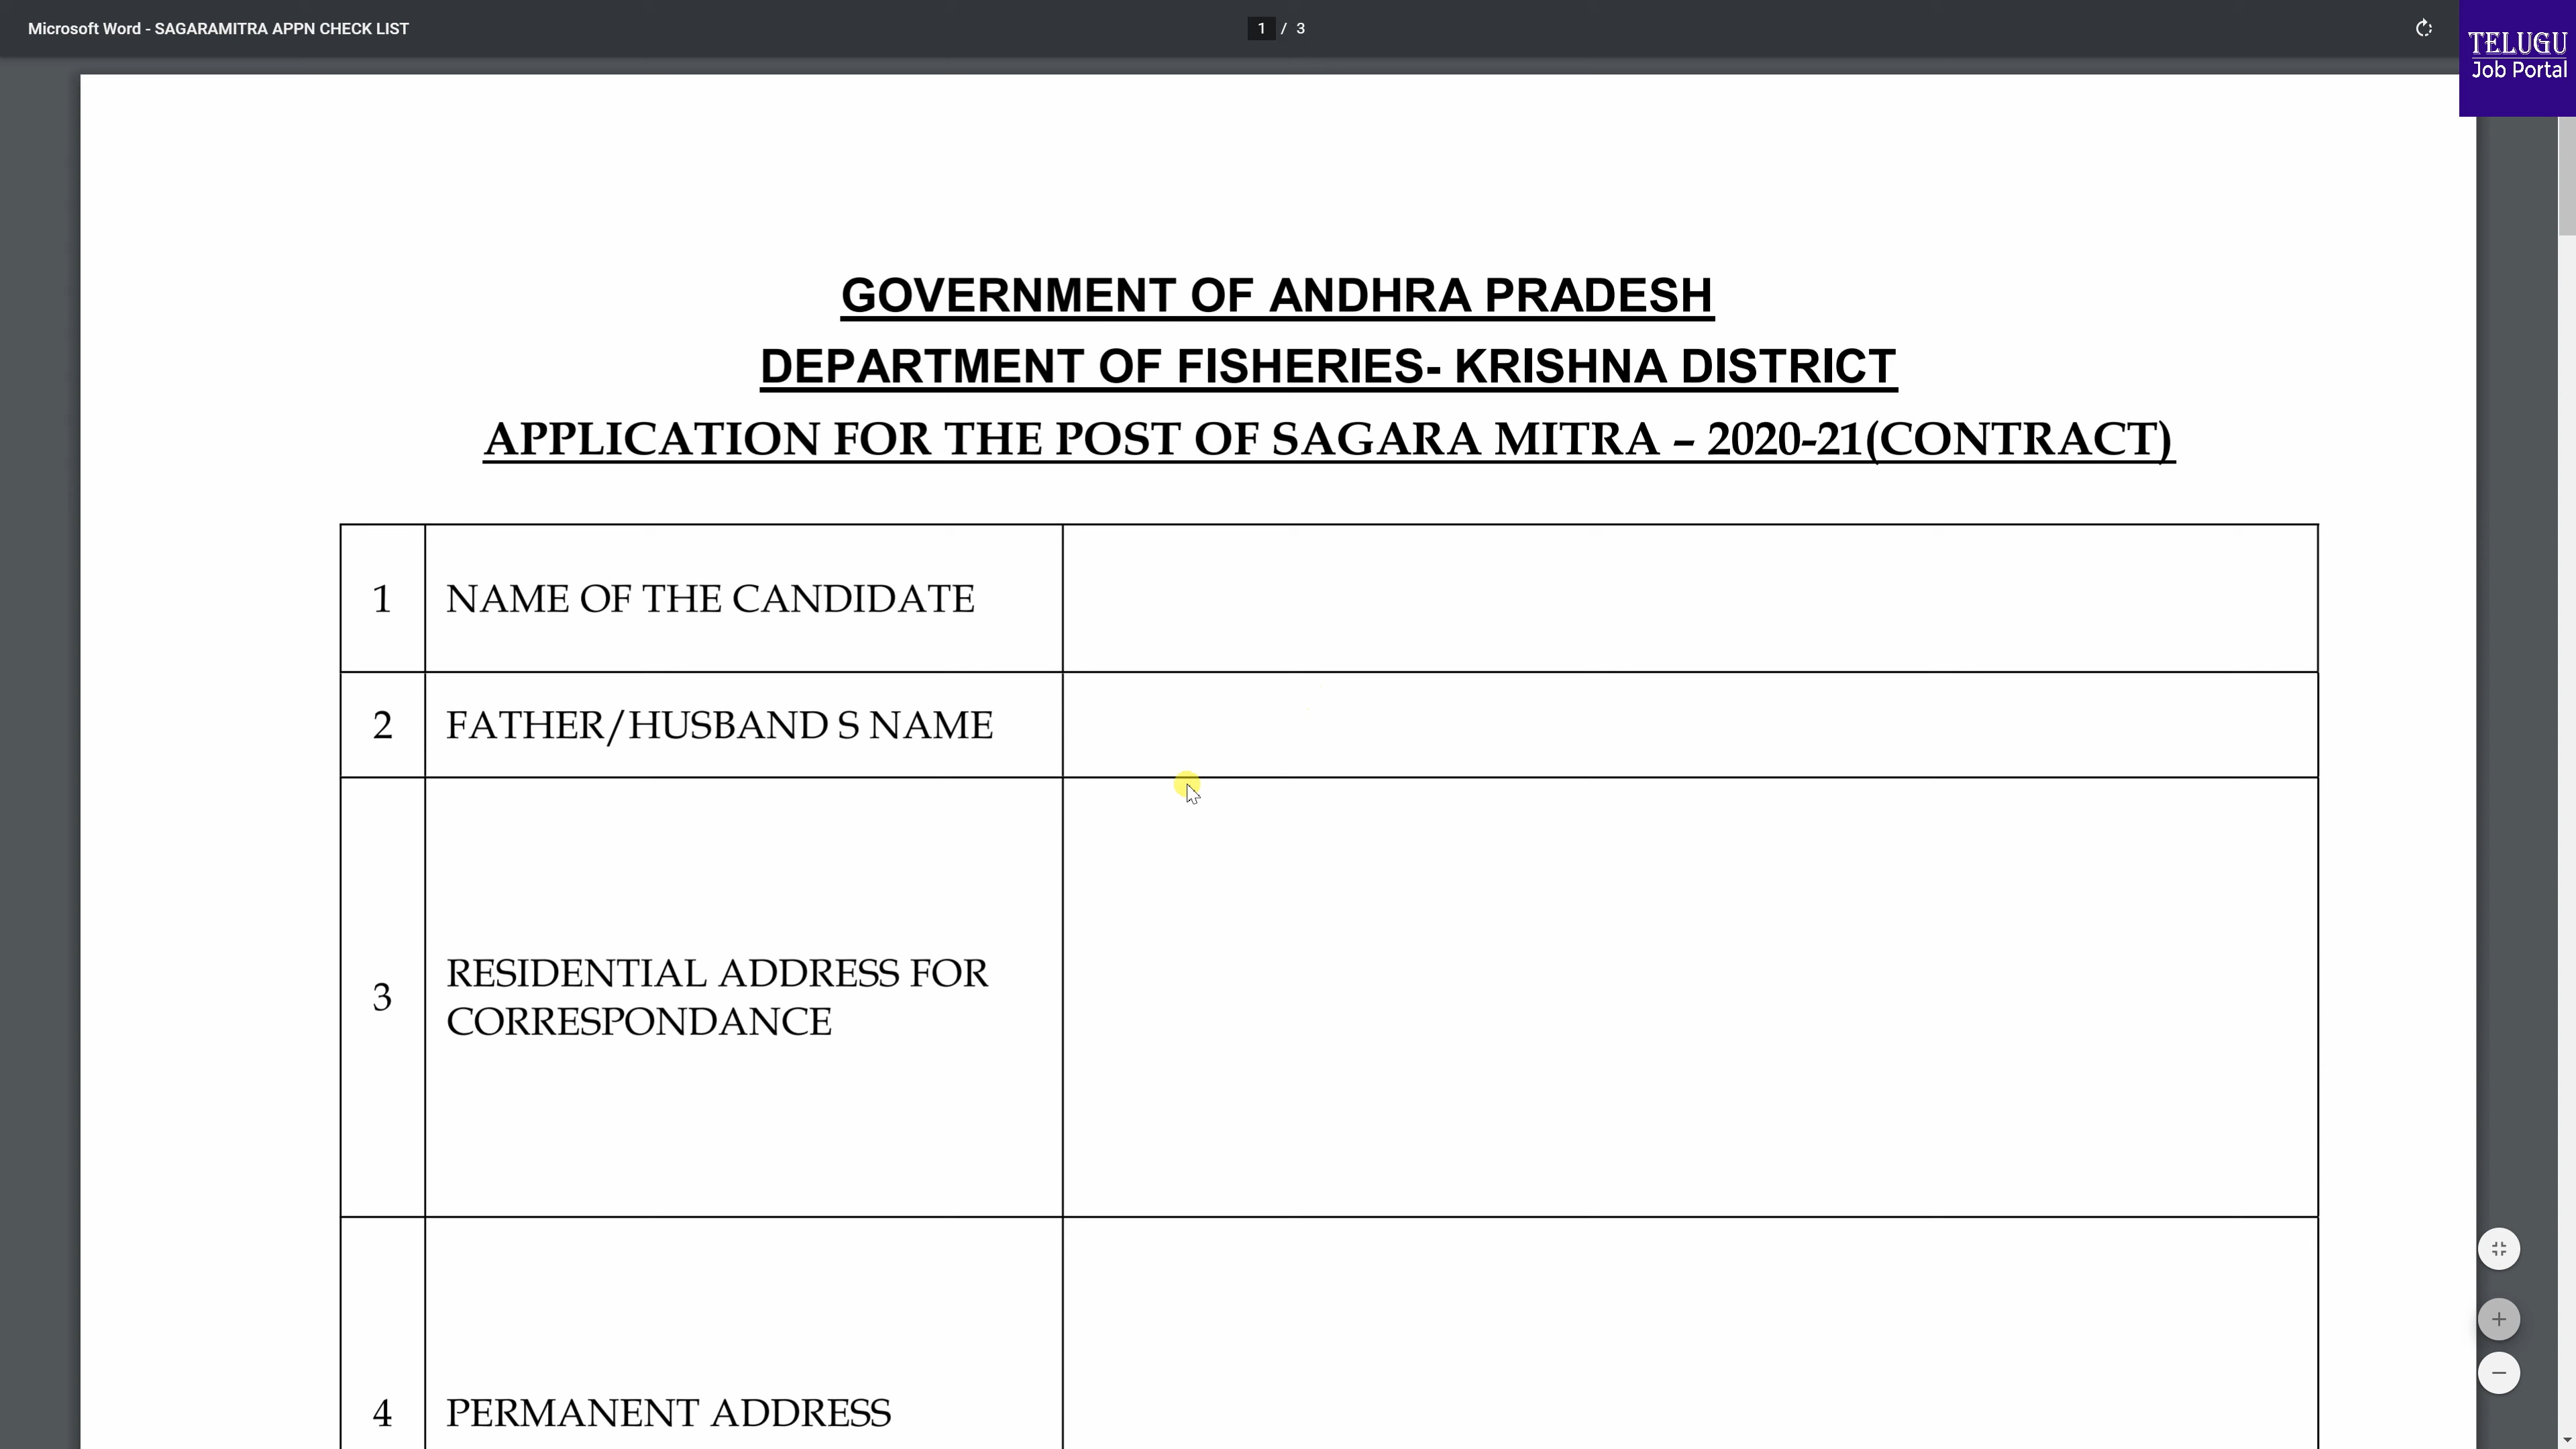 Microsoft Word - SAGARAMITRA APPN CHECK LIST
1 / 3
TELUGU
Job Portal
GOVERNMENT OF ANDHRA PRADESH
DEPARTMENT OF FISHERIES- KRISHNA DISTRICT
APPLICATION FOR THE POST OF SAGARA MITRA – 2020-21(CONTRACT)
1 NAME OF THE CANDIDATE
2 FATHER/HUSBAND S NAME
3 RESIDENTIAL ADDRESS FOR
CORRESPONDANCE
4 PERMANENT ADDRESS